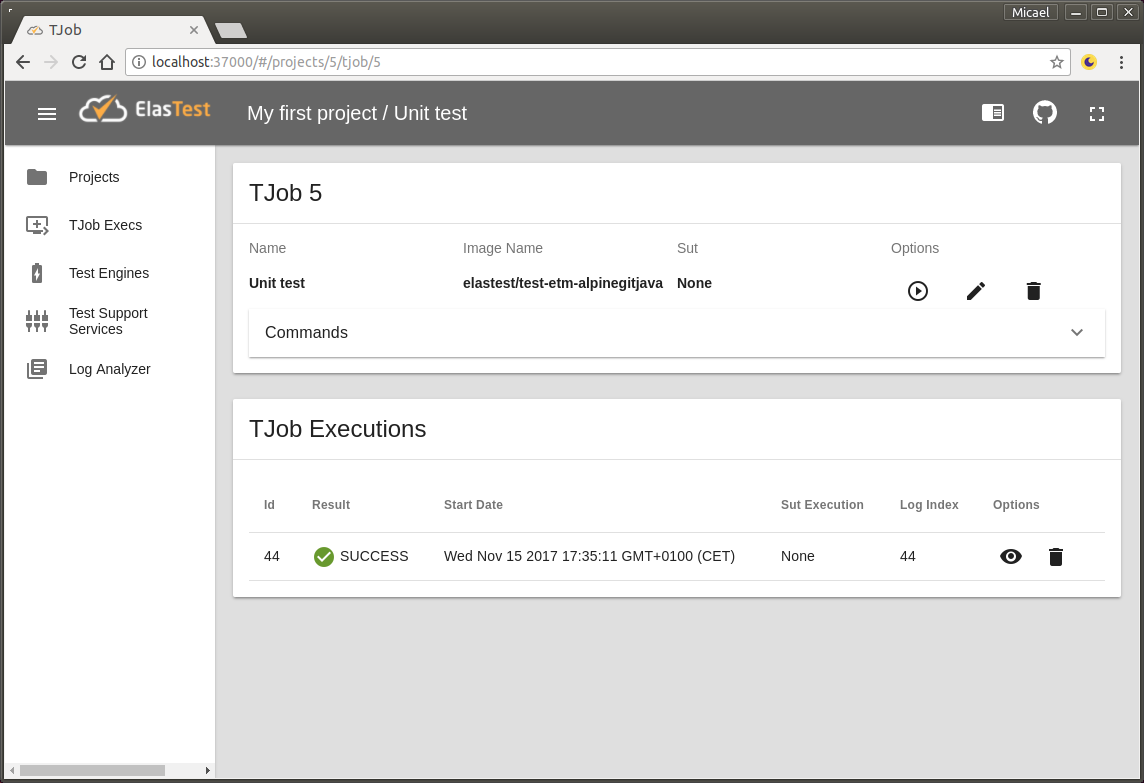 Micael
TJob
localhost:37000/#/projects/5/tjob/5
ElasTest
My first project / Unit test
Projects
TJob Execs
Test Engines
Test Support
Services
Log Analyzer
TJob 5
Name Image Name Sut Options
Unit test elastest/test-etm-alpinegitjava None
Commands
TJob Executions
Id Result Start Date Sut Execution Log Index Options
44 SUCCESS Wed Nov 15 2017 17:35:11 GMT+0100 (CET) None 44